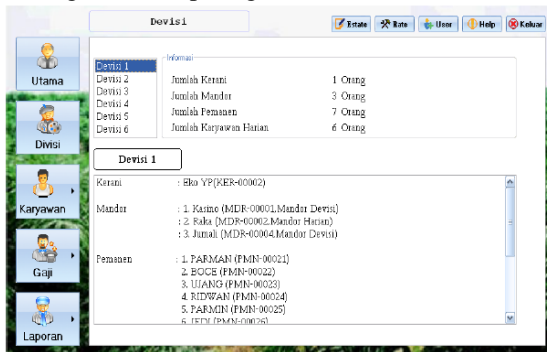 Devisi
Estate
Rate
User
Help
Keluar
Utama
Divisi
Karyawan
Gaji
Laporan
Devisi 1
Devisi 2
Devisi 3
Devisi 4
Devisi 5
Devisi 6
Informasi
Jumlah Kerani 1 Orang
Jumlah Mandor 3 Orang
Jumlah Pemanen 7 Orang
Jumlah Karyawan Harian 6 Orang
Devisi 1
Kerani : Eko YP(KER-00002)
Mandor : 1. Kasino (MDR-00001,Mandor Devisi)
: 2. Raka (MDR-00002,Mandor Harian)
: 3. Jumali (MDR-00004,Mandor Devisi)
Pemanen : 1. PARMAN (PMN-00021)
2. BOCE (PMN-00022)
3. UJANG (PMN-00023)
4. RIDWAN (PMN-00024)
5. PARMIN (PMN-00025)
6. JEDI (PMN-00026)